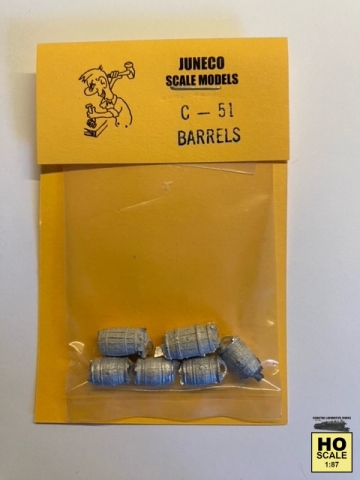 JUNECO
SCALE MODELS
C - 51
BARRELS
HO
SCALE
1:87